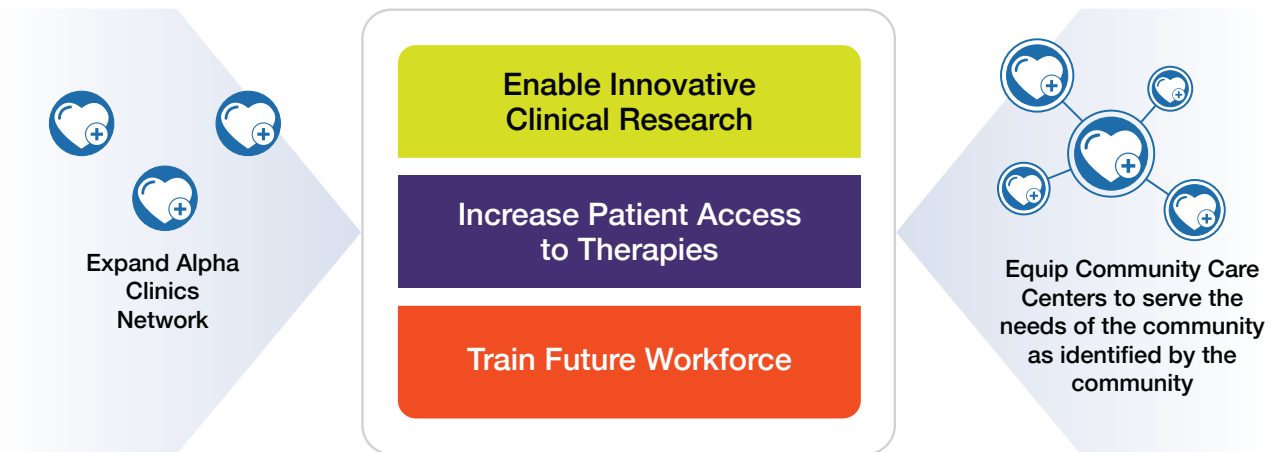 Expand Alpha
Clinics
Network
Enable Innovative
Clinical Research
Increase Patient Access
to Therapies
Train Future Workforce
Equip Community Care
Centers to serve the
needs of the community
as identified by the
community